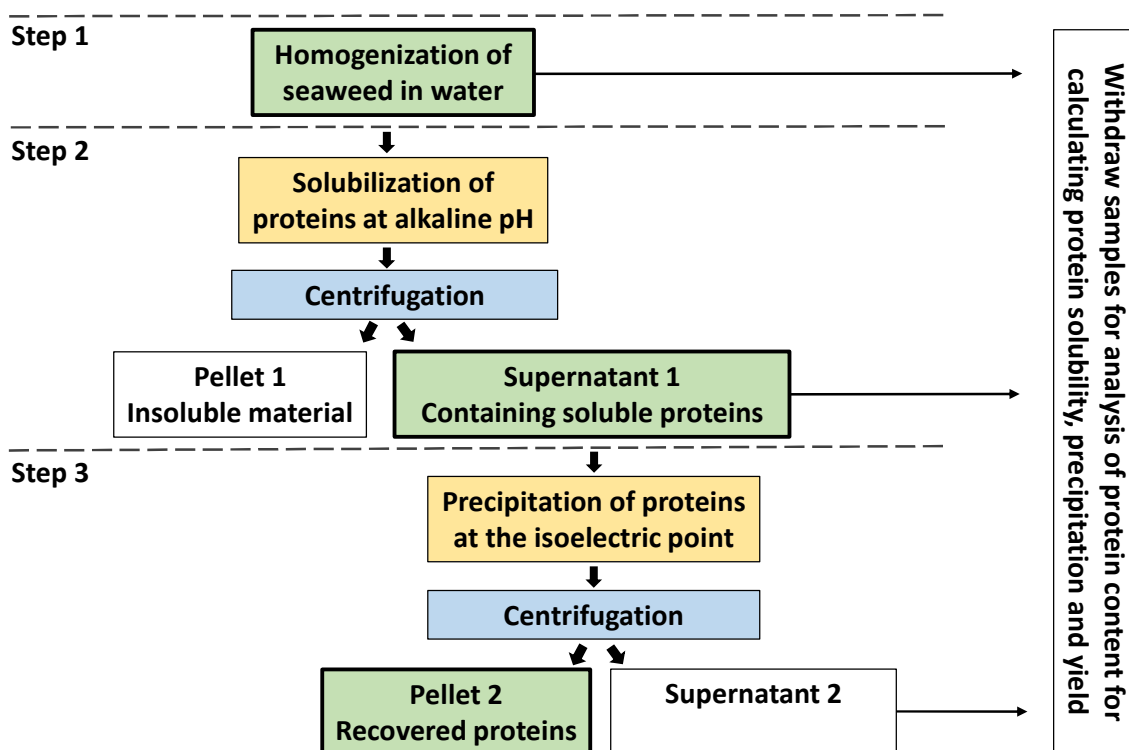 Step 1
Homogenization of
seaweed in water
Step 2
Solubilization of
proteins at alkaline pH
Centrifugation
Pellet 1
Insoluble material
Supernatant 1
Containing soluble proteins
Step 3
Precipitation of proteins
at the isoelectric point
Centrifugation
Pellet 2
Recovered proteins
Supernatant 2
Withdraw samples for analysis of protein content for
calculating protein solubility, precipitation and yield